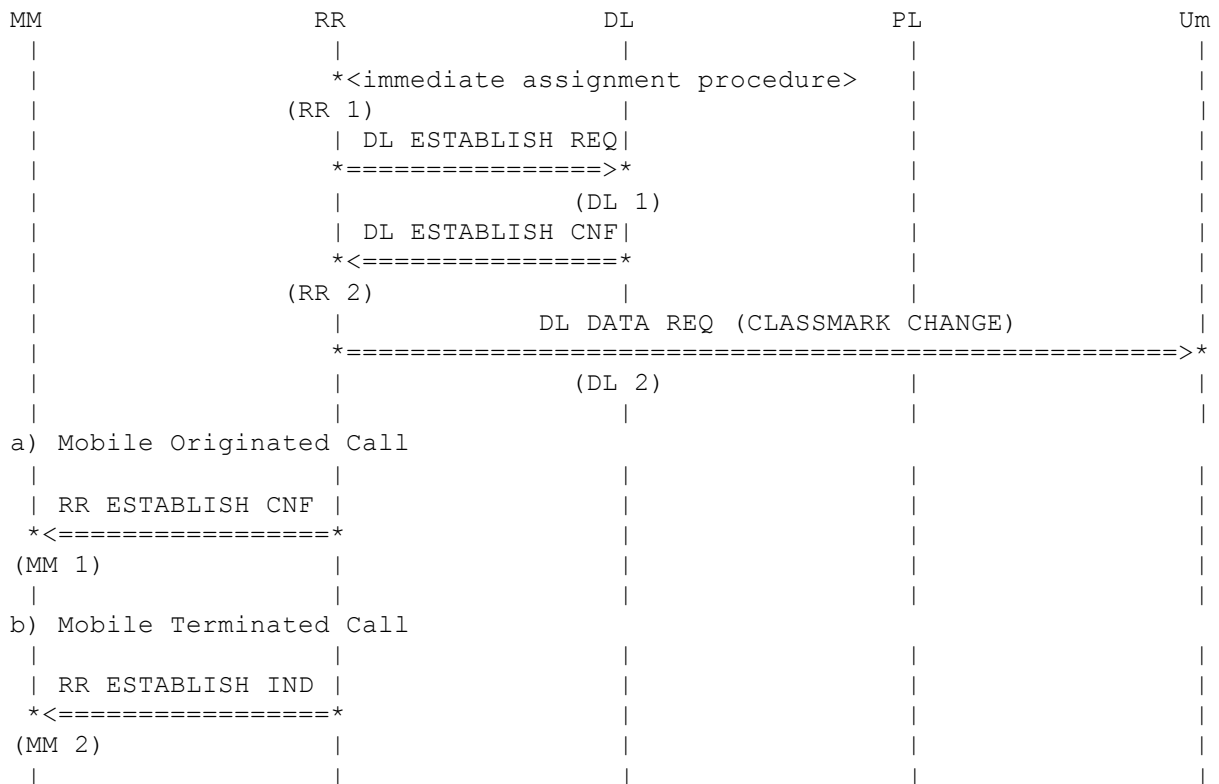 MM RR DL PL Um
*<immediate assignment procedure>
(RR 1)
| DL ESTABLISH REQ|
*================>*
(DL 1)
| DL ESTABLISH CNF|
*<================*
(RR 2)
DL DATA REQ (CLASSMARK CHANGE)
*====================================================>*
(DL 2)
a) Mobile Originated Call
| RR ESTABLISH CNF |
*<=================*
(MM 1)
b) Mobile Terminated Call
| RR ESTABLISH IND |
*<=================*
(MM 2)